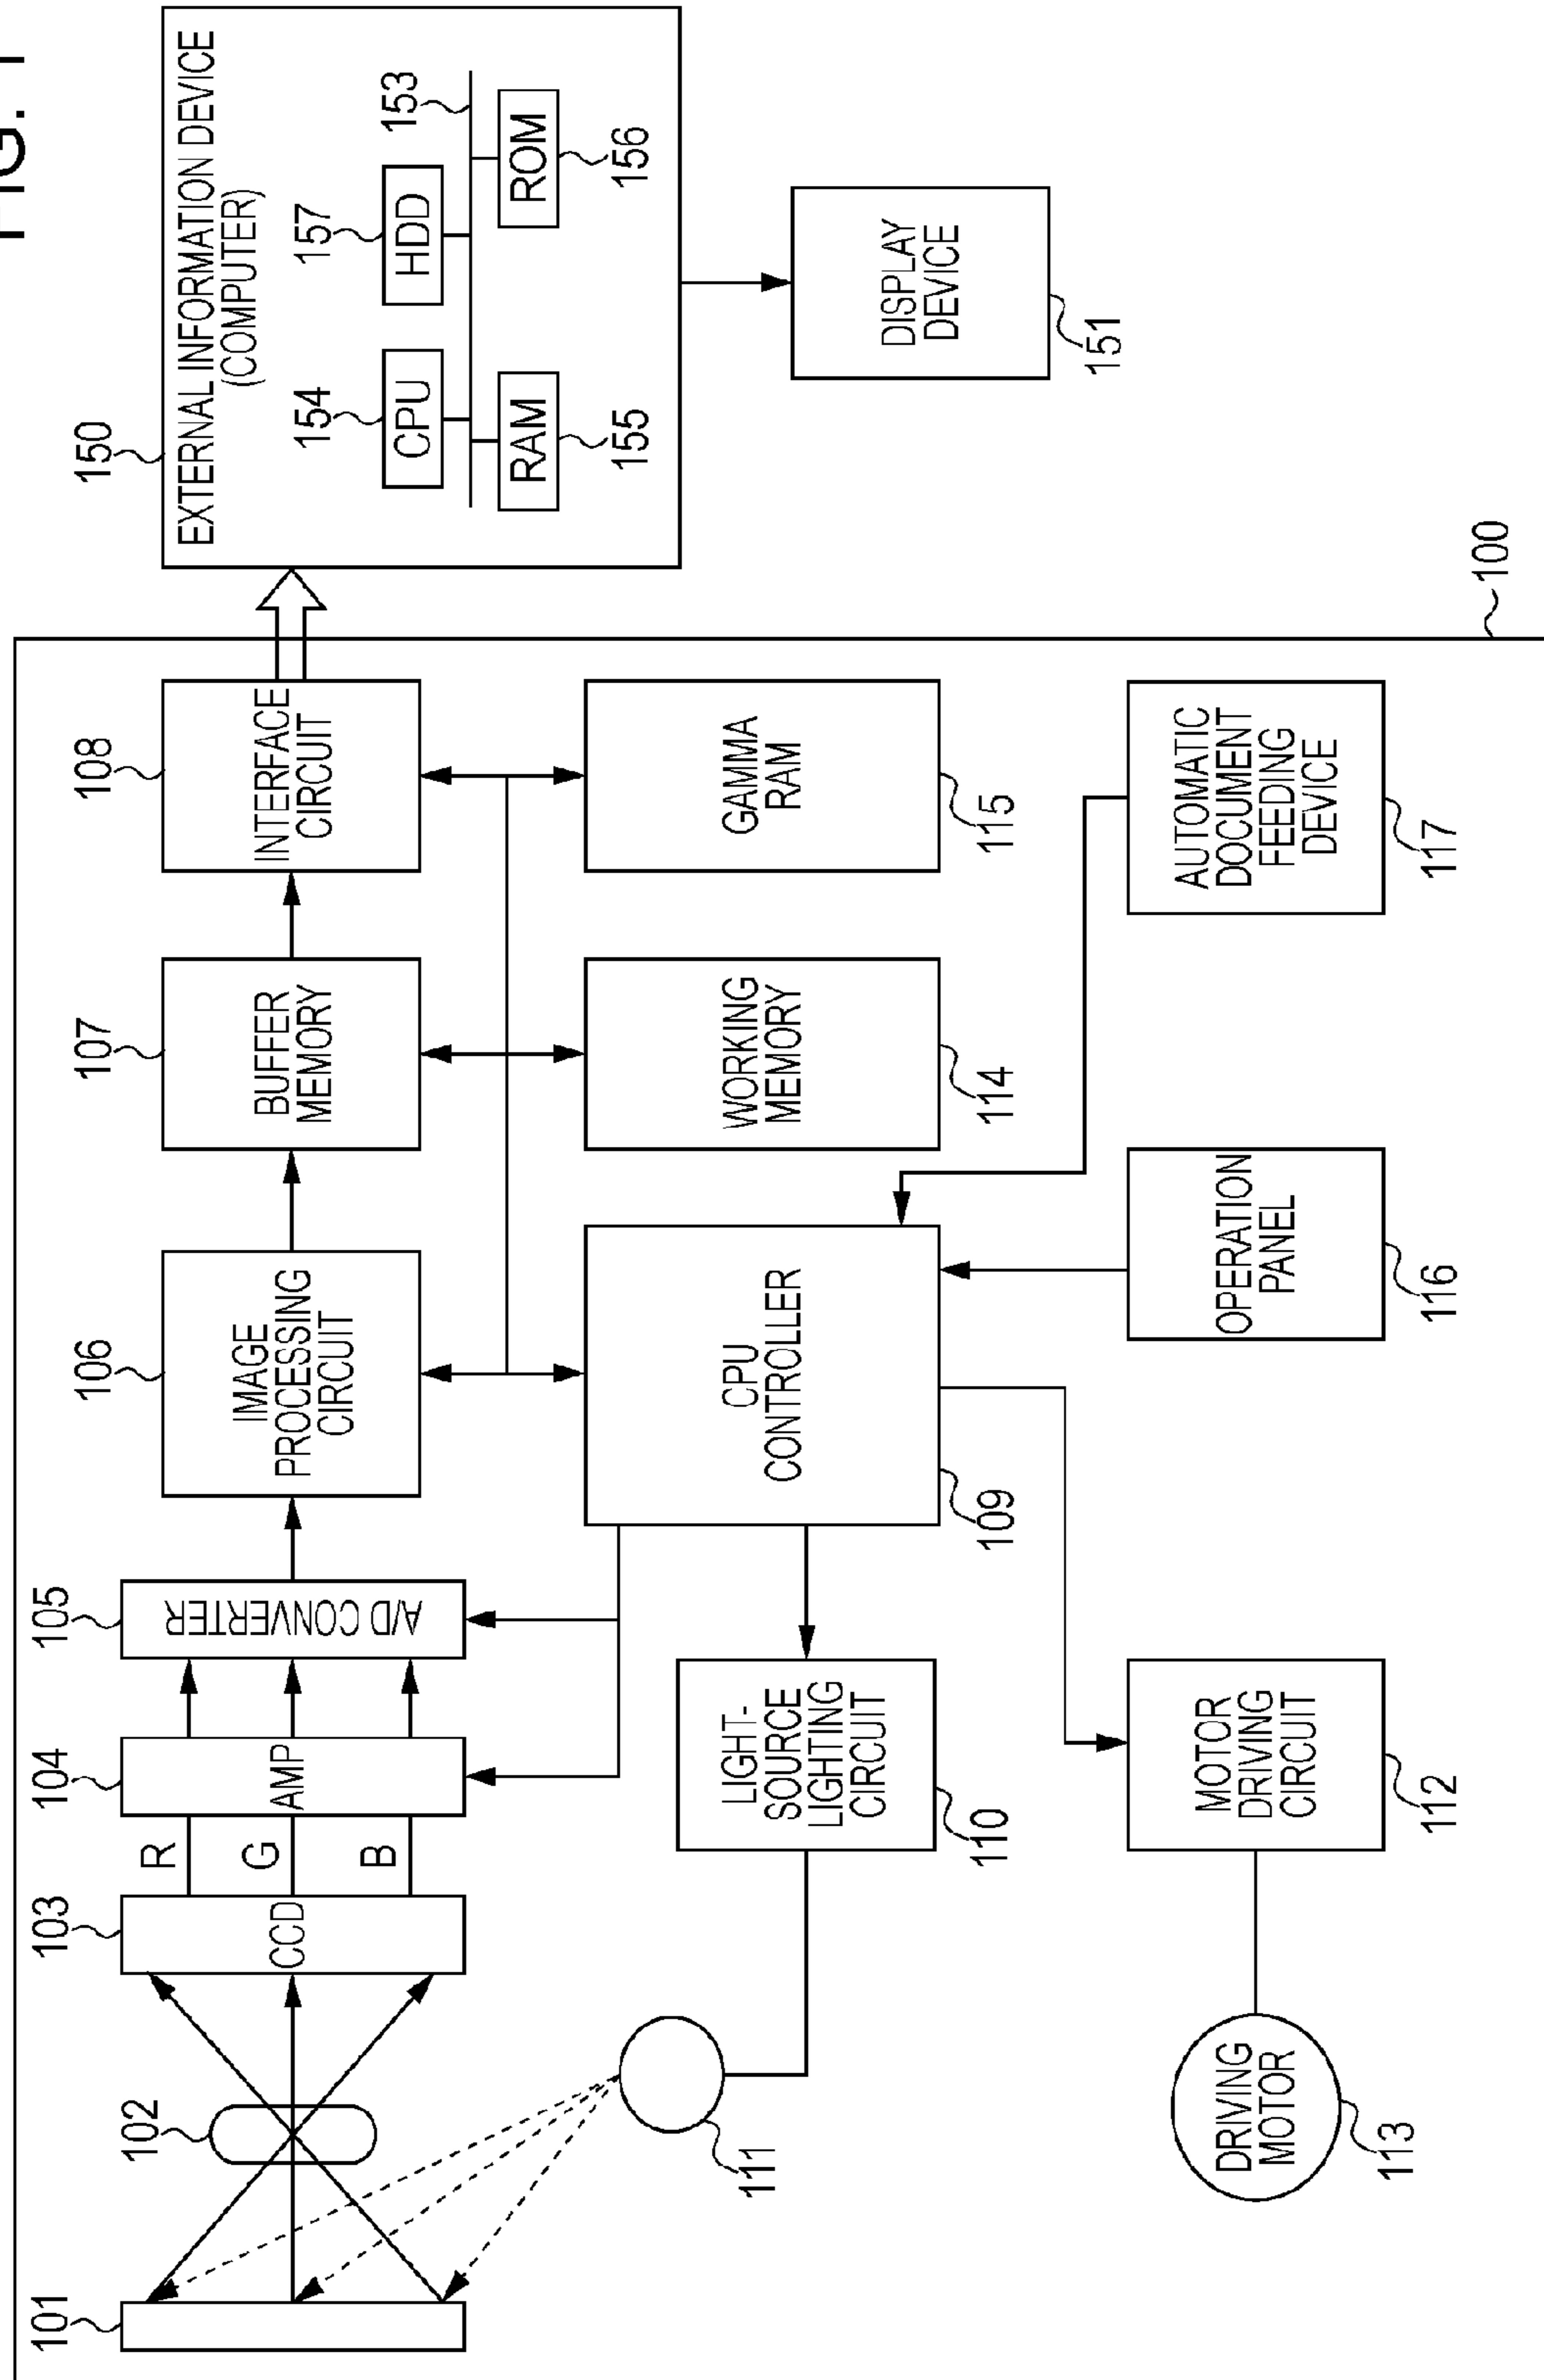 FIG. 1
150
EXTERNAL INFORMATION DEVICE
(COMPUTER)
154
CPU
157
HDD
153
RAM
155
ROM
156
DISPLAY
DEVICE
151
100
101
102
103
CCD
R
G
B
104
AMP
105
A/D CONVERTER
106
IMAGE
PROCESSING
CIRCUIT
107
BUFFER
MEMORY
108
INTERFACE
CIRCUIT
111
LIGHT-
SOURCE
LIGHTING
CIRCUIT
110
CPU
CONTROLLER
109
WORKING
MEMORY
114
GAMMA
RAM
115
DRIVING
MOTOR
113
MOTOR
DRIVING
CIRCUIT
112
OPERATION
PANEL
116
AUTOMATIC
DOCUMENT
FEEDING
DEVICE
117